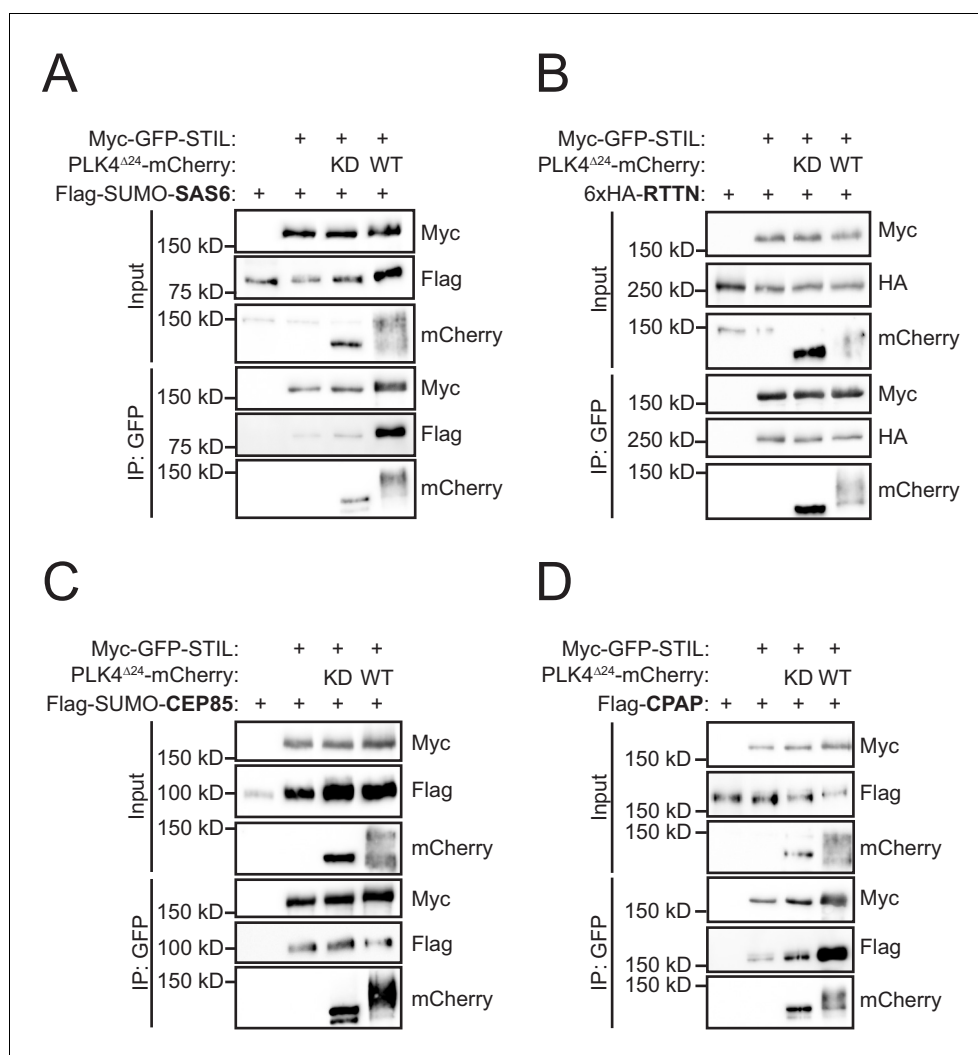 A
Myc-GFP-STIL: + + +
PLK4Δ24-mCherry: KD WT
Flag-SUMO-SAS6: + + + +
Input
150 kD Myc
75 kD Flag
150 kD mCherry
IP: GFP
150 kD Myc
75 kD Flag
150 kD mCherry
B
Myc-GFP-STIL: + + +
PLK4Δ24-mCherry: KD WT
6xHA-RTTN: + + + +
Input
150 kD Myc
250 kD HA
150 kD mCherry
IP: GFP
150 kD Myc
250 kD HA
150 kD mCherry
C
Myc-GFP-STIL: + + +
PLK4Δ24-mCherry: KD WT
Flag-SUMO-CEP85: + + + +
Input
150 kD Myc
100 kD Flag
150 kD mCherry
IP: GFP
150 kD Myc
100 kD Flag
150 kD mCherry
D
Myc-GFP-STIL: + + +
PLK4Δ24-mCherry: KD WT
Flag-CPAP: + + + +
Input
150 kD Myc
150 kD Flag
150 kD mCherry
IP: GFP
150 kD Myc
150 kD Flag
150 kD mCherry